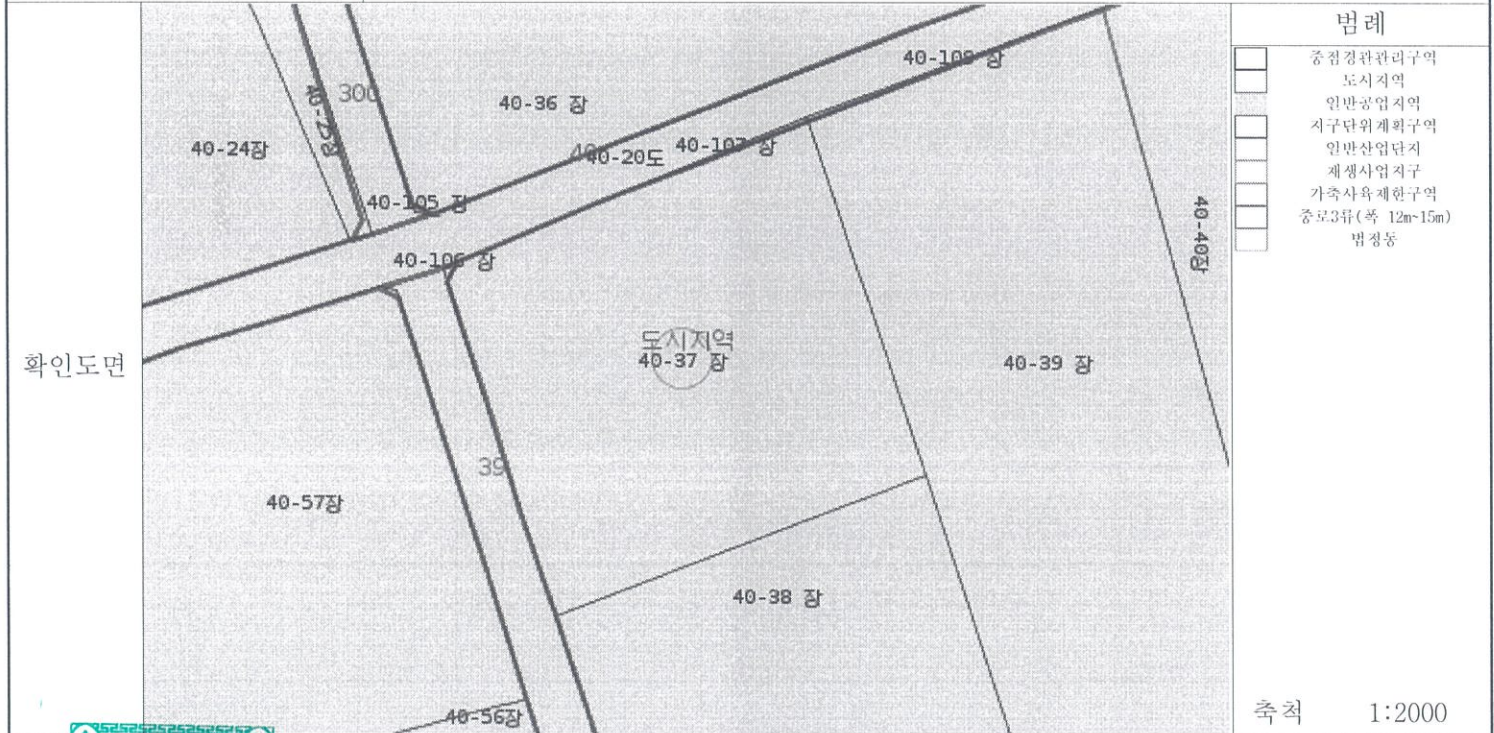 확인도면
300
40-25장
40-24장
40-36 장
40-108 장
40-20도
40-107 장
40-105 장
40-106 장
40-40장
도시지역
40-37 장
40-39 장
39
40-57장
40-38 장
40-56장
범례
중점경관관리구역
도시지역
일반공업지역
지구단위계획구역
일반산업단지
재생사업지구
가축사육제한구역
중로3류(폭 12m~15m)
법정동
축척 1:2000